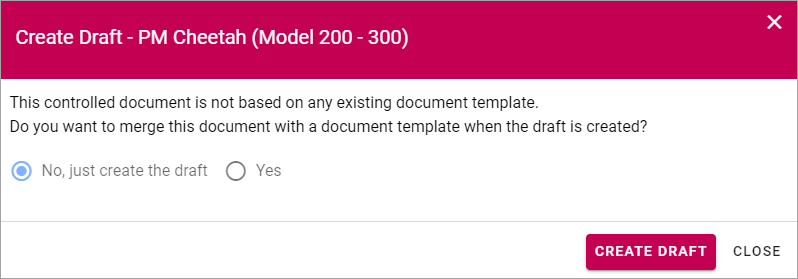 Create Draft - PM Cheetah (Model 200 - 300)
This controlled document is not based on any existing document template.
Do you want to merge this document with a document template when the draft is created?
No, just create the draft Yes
CREATE DRAFT CLOSE